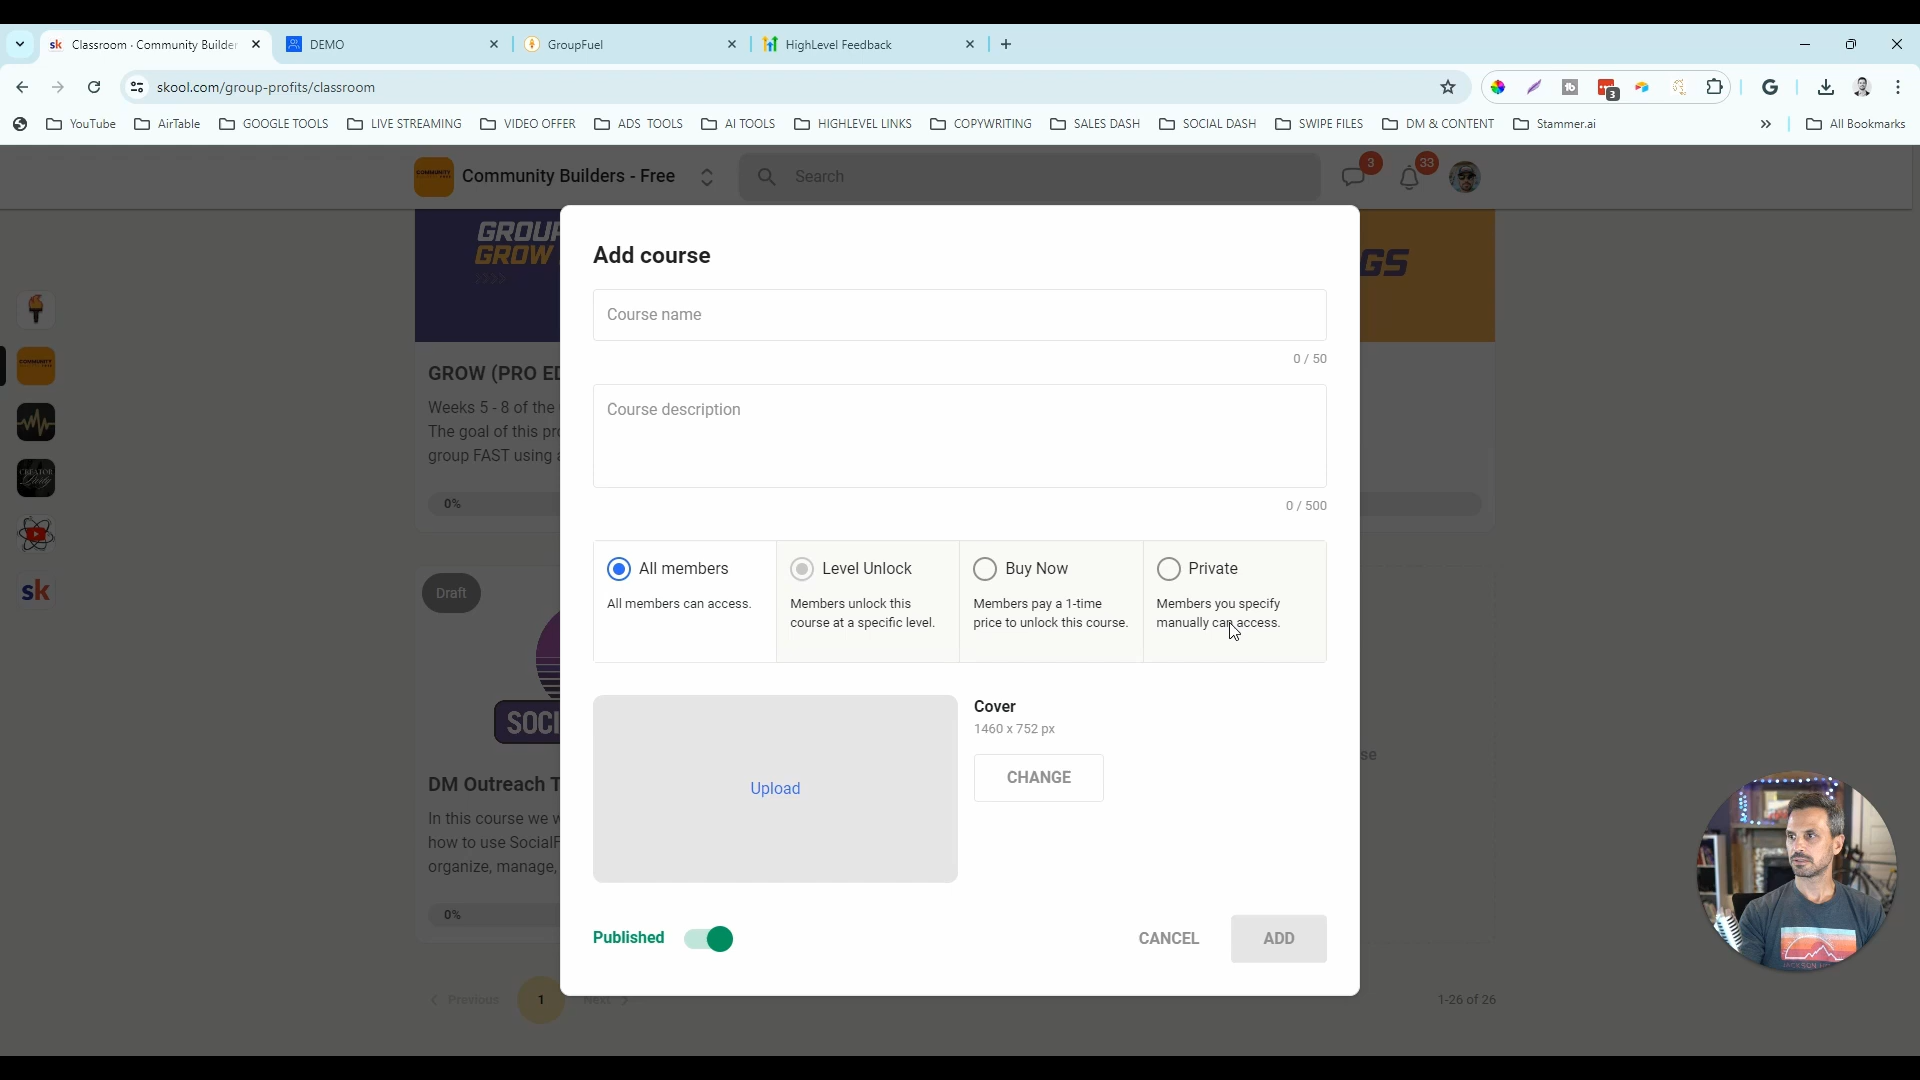 Classroom · Community Builder
DEMO
GroupFuel
HighLevel Feedback
skool.com/group-profits/classroom
3
YouTube
AirTable
GOOGLE TOOLS
LIVE STREAMING
VIDEO OFFER
ADS TOOLS
AI TOOLS
HIGHLEVEL LINKS
COPYWRITING
SALES DASH
SOCIAL DASH
SWIPE FILES
DM & CONTENT
Stammer.ai
All Bookmarks
Community Builders - Free
Search
3
33
GROUP
GROW
GS
Add course
Course name
0 / 50
GROW (PRO ED
Weeks 5 - 8 of the
The goal of this pro
group FAST using a
0%
Course description
0 / 500
All members
All members can access.
Level Unlock
Members unlock this
course at a specific level.
Buy Now
Members pay a 1-time
price to unlock this course.
Private
Members you specify
manually can access.
Draft
SOCI
DM Outreach T
In this course we w
how to use SocialF
organize, manage,
0%
se
Upload
Cover
1460 x 752 px
CHANGE
Published
CANCEL
ADD
Previous
1
Next
1-26 of 26
sk